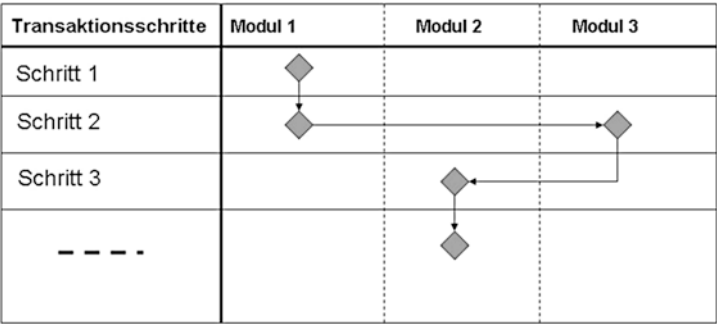 Transaktionsschritte Modul 1 Modul 2 Modul 3
Schritt 1
Schritt 2
Schritt 3